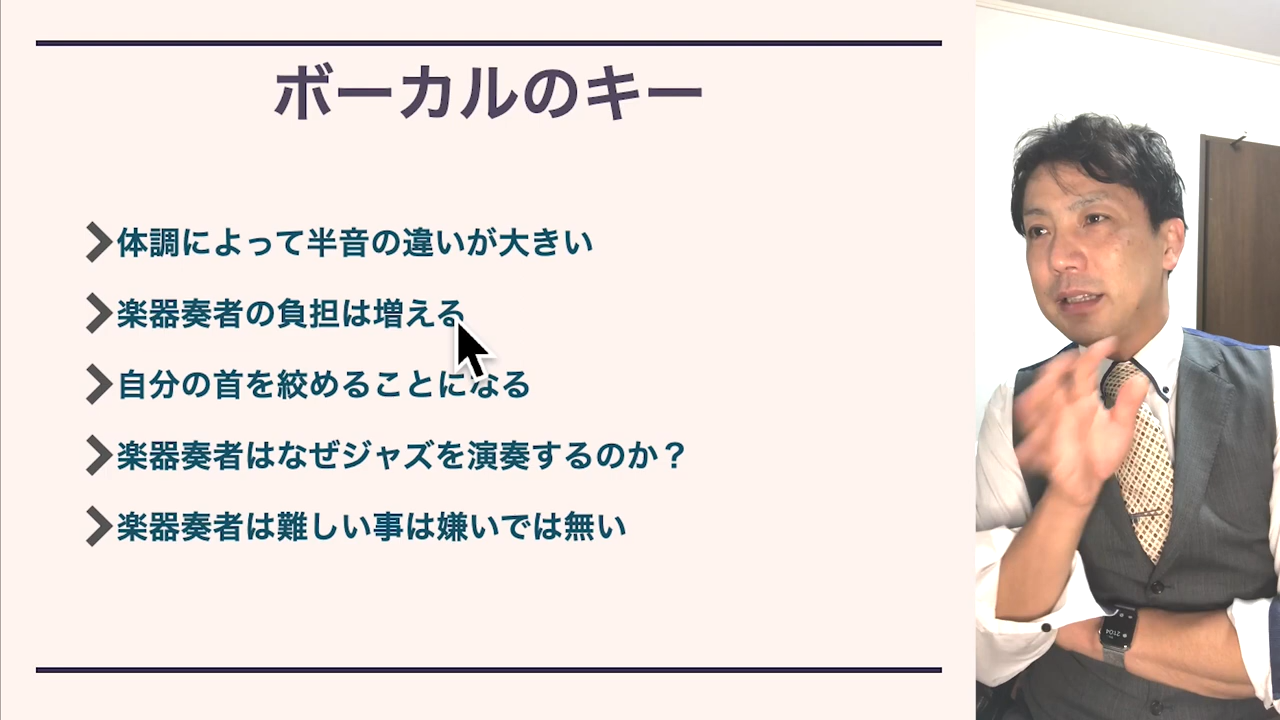 ボーカルのキー
体調によって半音の違いが大きい
楽器奏者の負担は増える
自分の首を絞めることになる
楽器奏者はなぜジャズを演奏するのか？
楽器奏者は難しい事は嫌いでは無い